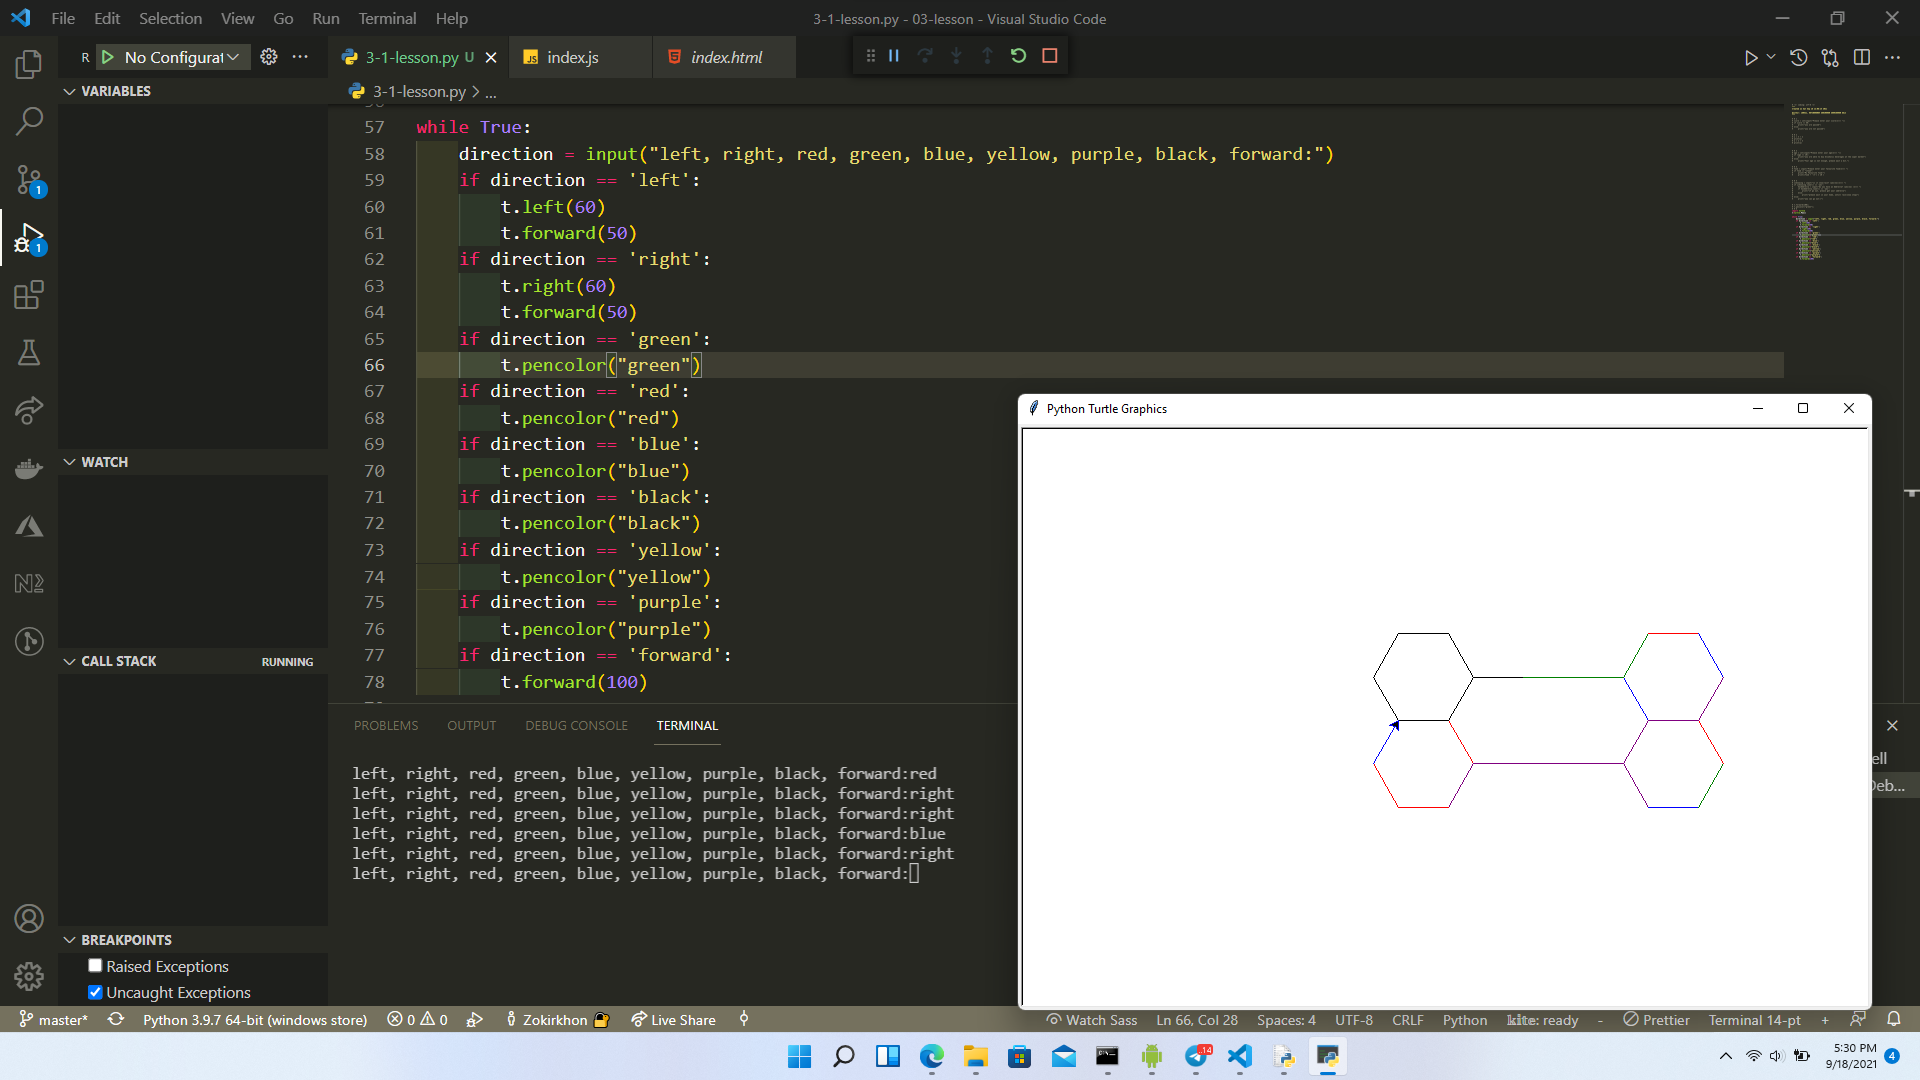 File Edit Selection View Go Run Terminal Help
3-1-lesson.py - 03-lesson - Visual Studio Code
R No Configurat
3-1-lesson.py U
index.js
index.html
VARIABLES
3-1-lesson.py > ...
57 while True:
58 direction = input("left, right, red, green, blue, yellow, purple, black, forward:")
59 if direction == 'left':
60 t.left(60)
61 t.forward(50)
62 if direction == 'right':
63 t.right(60)
64 t.forward(50)
65 if direction == 'green':
66 t.pencolor("green")
67 if direction == 'red':
68 t.pencolor("red")
69 if direction == 'blue':
70 t.pencolor("blue")
71 if direction == 'black':
72 t.pencolor("black")
73 if direction == 'yellow':
74 t.pencolor("yellow")
75 if direction == 'purple':
76 t.pencolor("purple")
77 if direction == 'forward':
78 t.forward(100)
Python Turtle Graphics
WATCH
CALL STACK RUNNING
PROBLEMS OUTPUT DEBUG CONSOLE TERMINAL
left, right, red, green, blue, yellow, purple, black, forward:red
left, right, red, green, blue, yellow, purple, black, forward:right
left, right, red, green, blue, yellow, purple, black, forward:right
left, right, red, green, blue, yellow, purple, black, forward:blue
left, right, red, green, blue, yellow, purple, black, forward:right
left, right, red, green, blue, yellow, purple, black, forward:
ell
Deb...
BREAKPOINTS
Raised Exceptions
Uncaught Exceptions
master* Python 3.9.7 64-bit (windows store) 0 0 Zokirkhon Live Share Watch Sass Ln 66, Col 28 Spaces: 4 UTF-8 CRLF Python kite: ready - Prettier Terminal 14-pt +
5:30 PM
9/18/2021
4